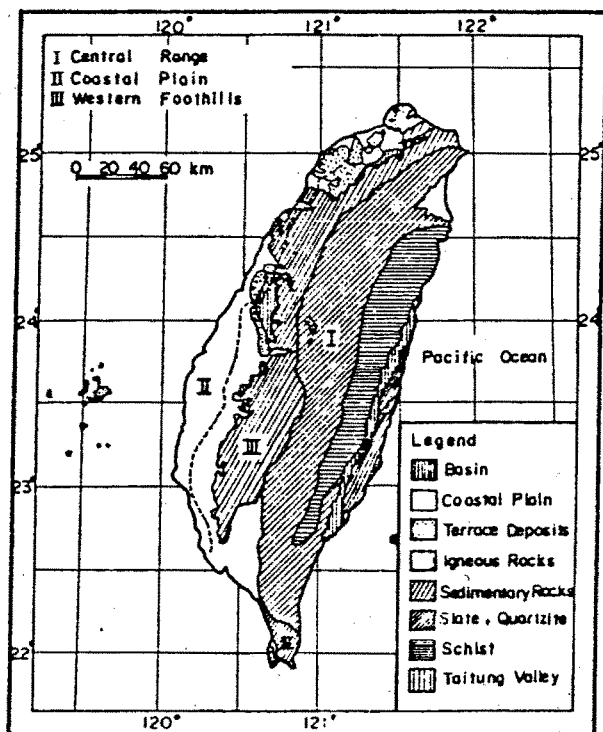 120° 121° 122°
I Central Range
II Coastal Plain
III Western Foothills
0 20 40 60 km
25° 25°
24° 24°
I
Pacific Ocean
II
III
Legend
Basin
Coastal Plain
Terrace Deposits
Igneous Rocks
Sedimentary Rocks
Slate, Quartzite
Schist
Taitung Valley
23°
22°
120° 121°